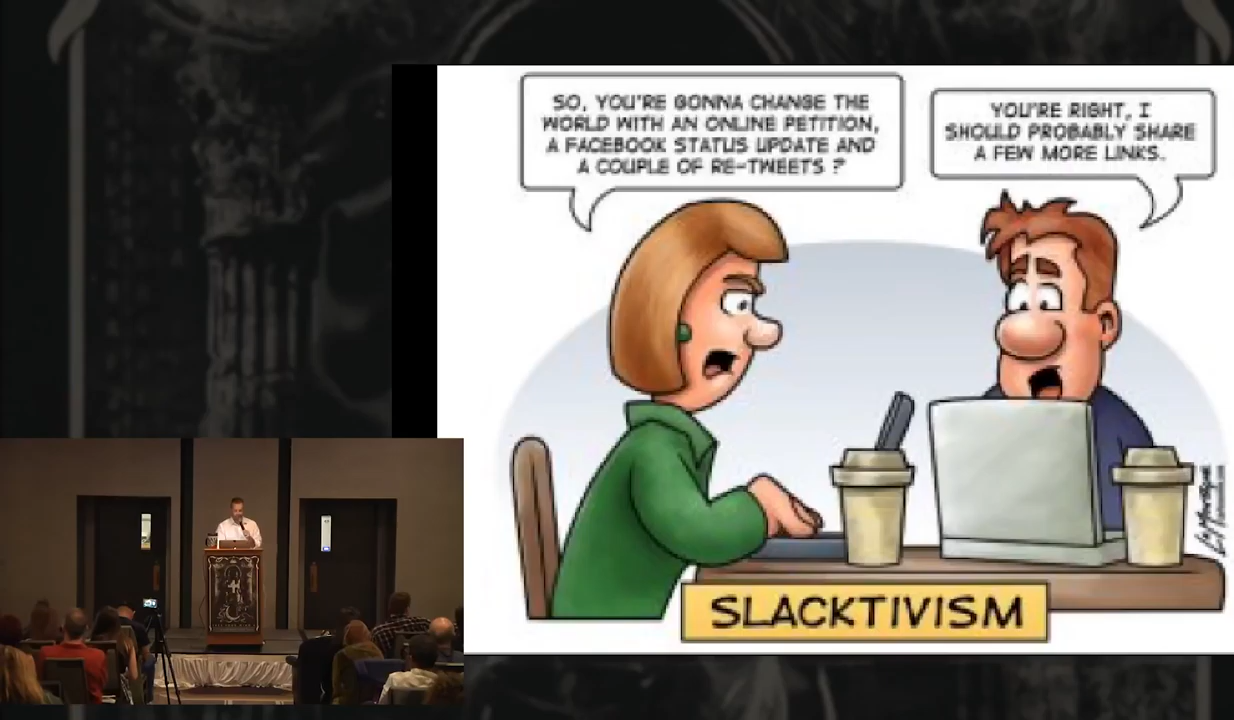 SO, YOU'RE GONNA CHANGE THE
WORLD WITH AN ONLINE PETITION,
A FACEBOOK STATUS UPDATE AND
A COUPLE OF RE-TWEETS ?
YOU'RE RIGHT, I
SHOULD PROBABLY SHARE
A FEW MORE LINKS.
SLACKTIVISM